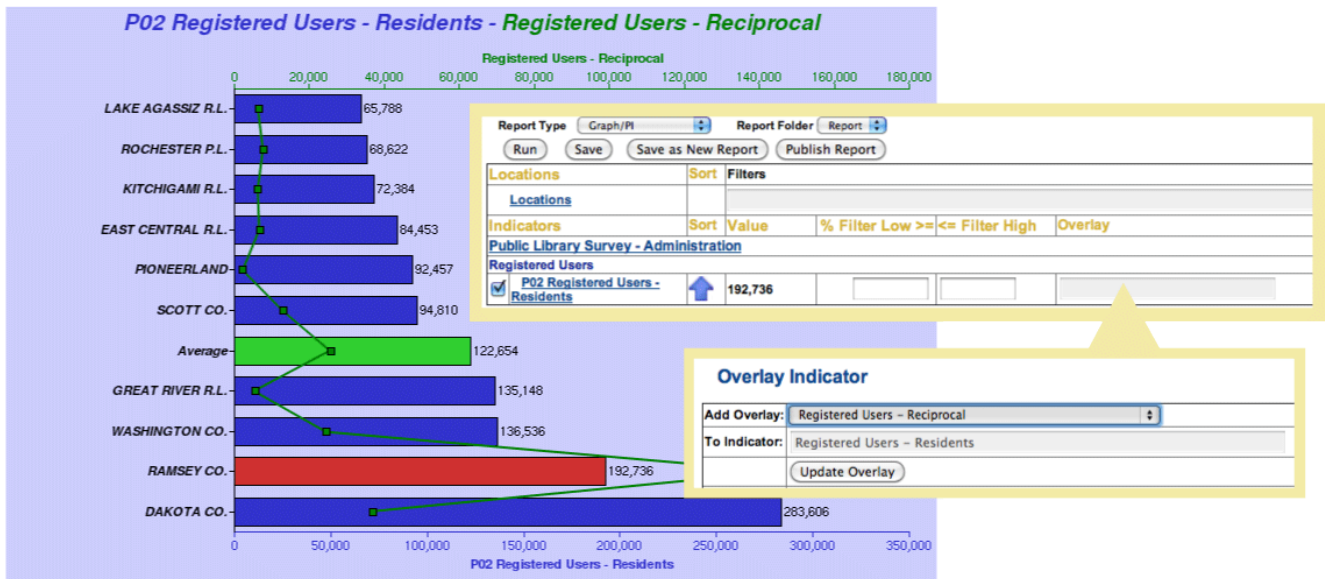 P02 Registered Users - Residents - Registered Users - Reciprocal
Registered Users - Reciprocal
0 20,000 40,000 60,000 80,000 100,000 120,000 140,000 160,000 180,000
LAKE AGASSIZ R.L. 65,788
ROCHESTER P.L. 68,622
KITCHIGAMI R.L. 72,384
EAST CENTRAL R.L. 84,453
PIONEERLAND 92,457
SCOTT CO. 94,810
Average 122,654
GREAT RIVER R.L. 135,148
WASHINGTON CO. 136,536
RAMSEY CO. 192,736
DAKOTA CO. 283,606
0 50,000 100,000 150,000 200,000 250,000 300,000 350,000
P02 Registered Users - Residents
Report Type Graph/PI Report Folder Report
Run Save Save as New Report Publish Report
Locations Sort Filters
Locations
Indicators Sort Value % Filter Low >= <= Filter High Overlay
Public Library Survey - Administration
Registered Users
P02 Registered Users -
Residents 192,736
Overlay Indicator
Add Overlay: Registered Users – Reciprocal
To Indicator: Registered Users – Residents
Update Overlay